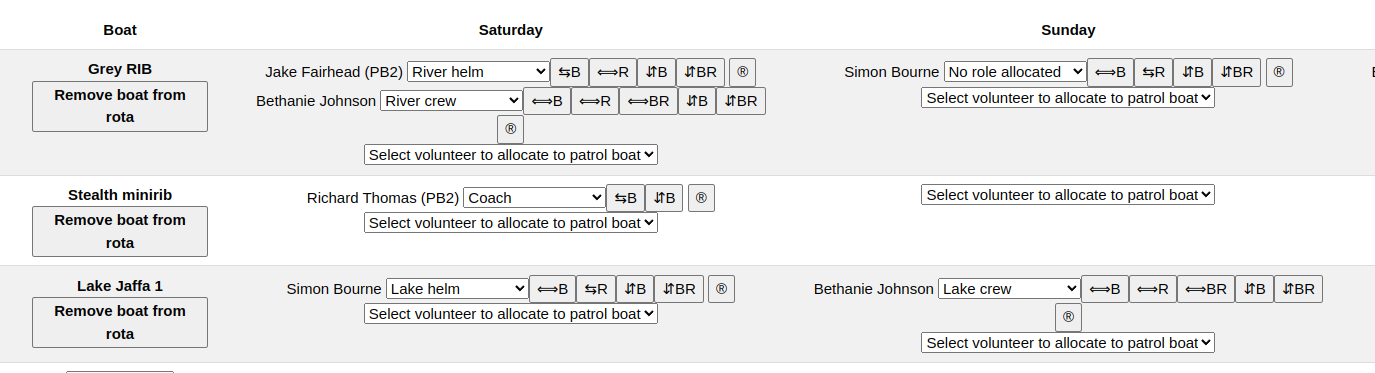 Boat Saturday Sunday
Grey RIB
Remove boat from
rota
Jake Fairhead (PB2) River helm ⇆B ⟺R ⇵B ⇵BR ®
Bethanie Johnson River crew ⟺B ⟺R ⟺BR ⇵B ⇵BR
®
Select volunteer to allocate to patrol boat
Simon Bourne No role allocated ⟺B ⇆R ⇵B ⇵BR ®
Select volunteer to allocate to patrol boat
Stealth minirib
Remove boat from
rota
Richard Thomas (PB2) Coach ⇆B ⇵B ®
Select volunteer to allocate to patrol boat
Select volunteer to allocate to patrol boat
Lake Jaffa 1
Remove boat from
rota
Simon Bourne Lake helm ⟺B ⇆R ⇵B ⇵BR ®
Select volunteer to allocate to patrol boat
Bethanie Johnson Lake crew ⟺B ⟺R ⟺BR ⇵B ⇵BR
®
Select volunteer to allocate to patrol boat